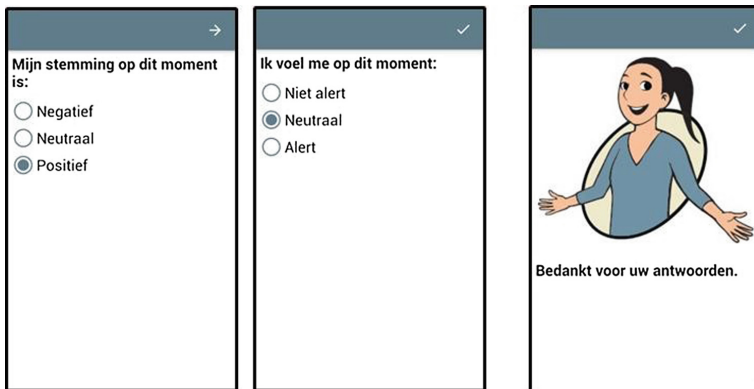 Mijn stemming op dit moment
is:
Negatief
Neutraal
Positief
Ik voel me op dit moment:
Niet alert
Neutraal
Alert
Bedankt voor uw antwoorden.